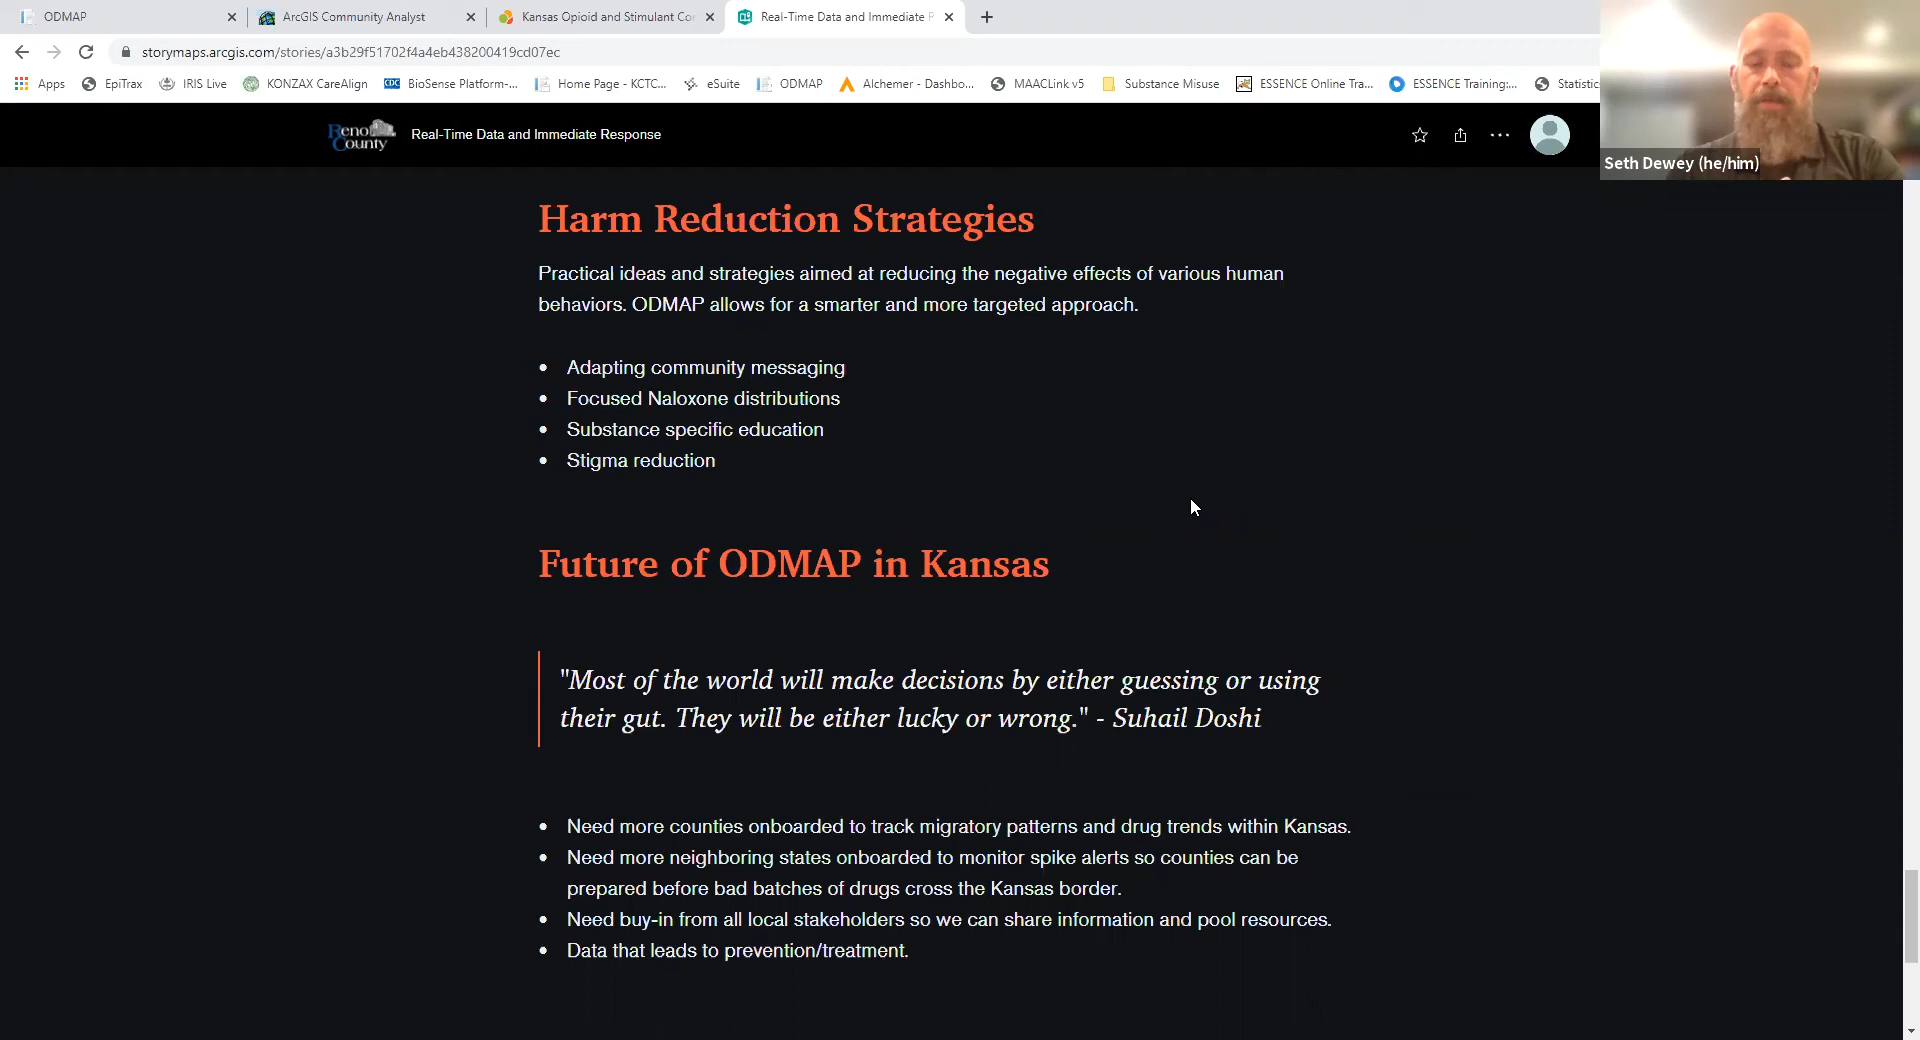 ODMAP
ArcGIS Community Analyst
Kansas Opioid and Stimulant Co
Real-Time Data and Immediate R
storymaps.arcgis.com/stories/a3b29f51702f4a4eb438200419cd07ec
Apps EpiTrax IRIS Live KONZAX CareAlign CDC BioSense Platform-... Home Page - KCTC... eSuite ODMAP Alchemer - Dashbo... MAACLink v5 Substance Misuse ESSENCE Online Tra... ESSENCE Training:... Statistic
Seth Dewey (he/him)
Reno County
Real-Time Data and Immediate Response
Harm Reduction Strategies
Practical ideas and strategies aimed at reducing the negative effects of various human
behaviors. ODMAP allows for a smarter and more targeted approach.
• Adapting community messaging
• Focused Naloxone distributions
• Substance specific education
• Stigma reduction
Future of ODMAP in Kansas
"Most of the world will make decisions by either guessing or using
their gut. They will be either lucky or wrong." - Suhail Doshi
• Need more counties onboarded to track migratory patterns and drug trends within Kansas.
• Need more neighboring states onboarded to monitor spike alerts so counties can be
prepared before bad batches of drugs cross the Kansas border.
• Need buy-in from all local stakeholders so we can share information and pool resources.
• Data that leads to prevention/treatment.